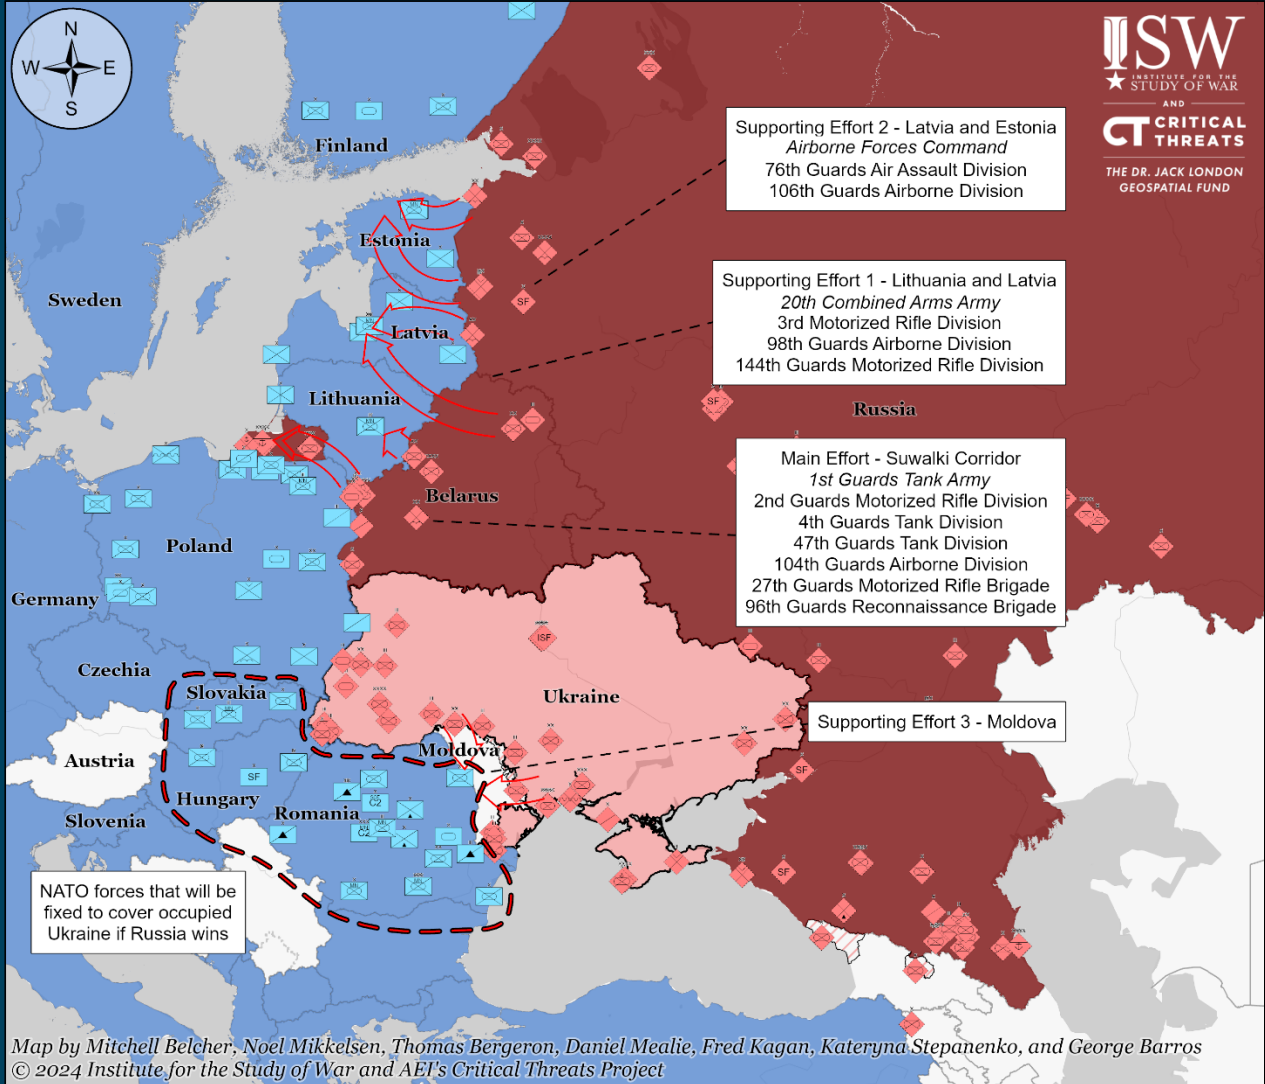 N
W E
S
ISW
INSTITUTE FOR THE
STUDY OF WAR
AND
CT CRITICAL
THREATS
THE DR. JACK LONDON
GEOSPATIAL FUND
Supporting Effort 2 - Latvia and Estonia
Airborne Forces Command
76th Guards Air Assault Division
106th Guards Airborne Division
Finland
Estonia
Sweden
SF
Supporting Effort 1 - Lithuania and Latvia
20th Combined Arms Army
3rd Motorized Rifle Division
98th Guards Airborne Division
144th Guards Motorized Rifle Division
Latvia
Lithuania
SF
Russia
Main Effort - Suwalki Corridor
1st Guards Tank Army
2nd Guards Motorized Rifle Division
4th Guards Tank Division
47th Guards Tank Division
104th Guards Airborne Division
27th Guards Motorized Rifle Brigade
96th Guards Reconnaissance Brigade
Belarus
Poland
Germany
ISF
Czechia
Slovakia
Ukraine
Supporting Effort 3 - Moldova
Moldova
Austria
SF
SF
Hungary
C2
Romania
Slovenia
C2
SF
NATO forces that will be
fixed to cover occupied
Ukraine if Russia wins
Map by Mitchell Belcher, Noel Mikkelsen, Thomas Bergeron, Daniel Mealie, Fred Kagan, Kateryna Stepanenko, and George Barros
© 2024 Institute for the Study of War and AEI's Critical Threats Project